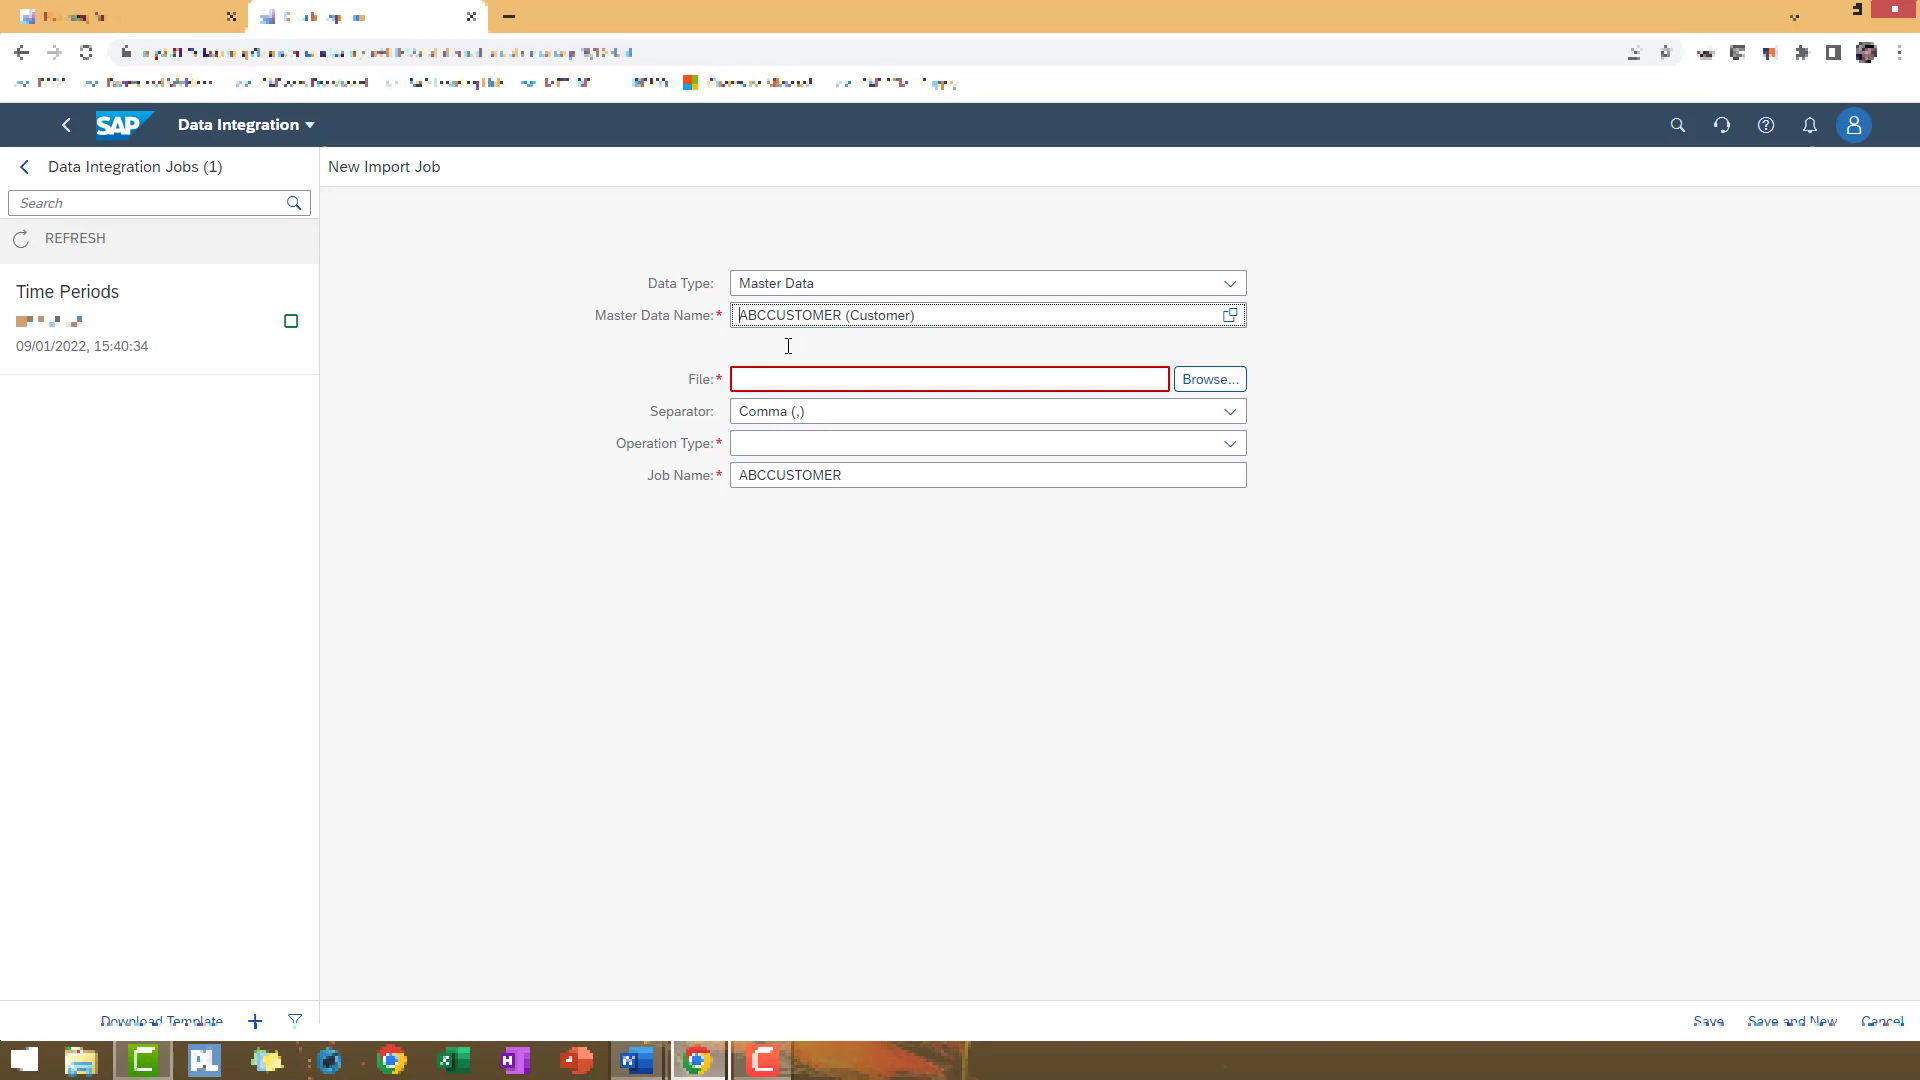 SAP
Data Integration
Data Integration Jobs (1)
New Import Job
Search
REFRESH
Time Periods
09/01/2022, 15:40:34
Data Type:
Master Data
Master Data Name:*
ABCCUSTOMER (Customer)
File:*
Browse...
Separator:
Comma (,)
Operation Type:*
Job Name:*
ABCCUSTOMER
Download Template
Save
Save and New
Cancel